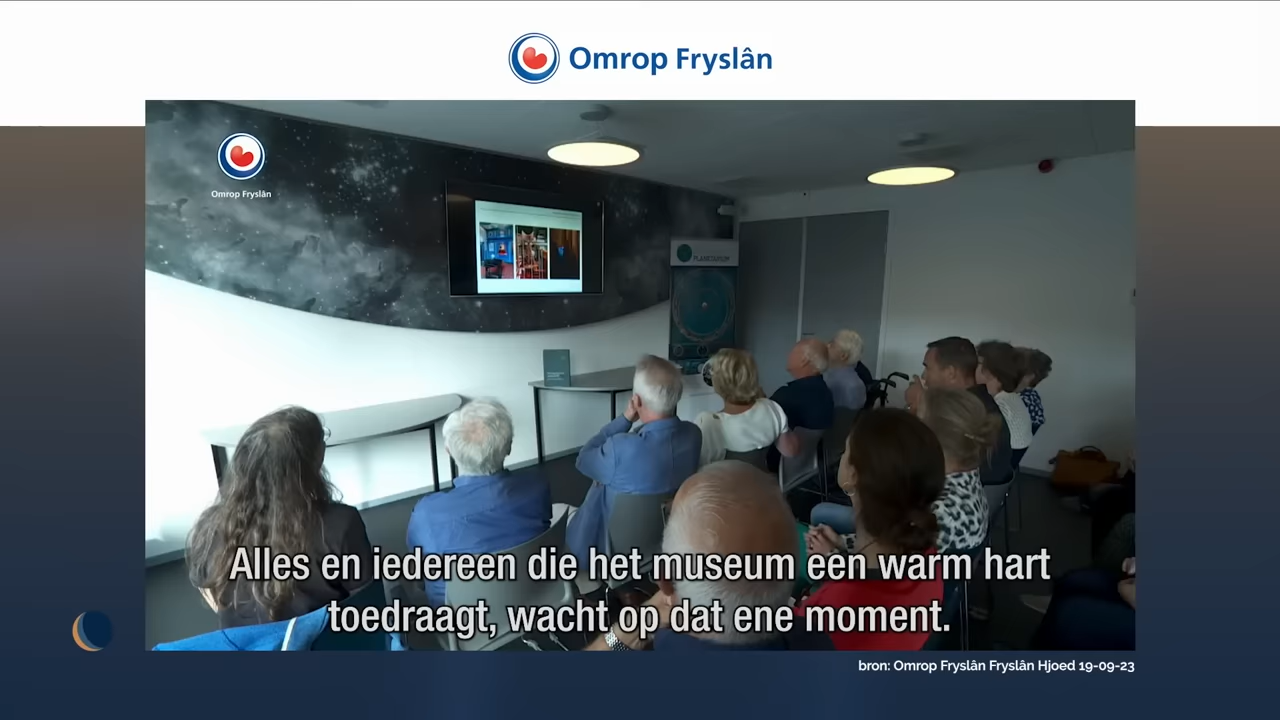 Omrop Fryslân
Omrop Fryslân
PLANETARIUM
Alles en iedereen die het museum een warm hart
toedraagt, wacht op dat ene moment.
bron: Omrop Fryslân Fryslân Hjoed 19-09-23